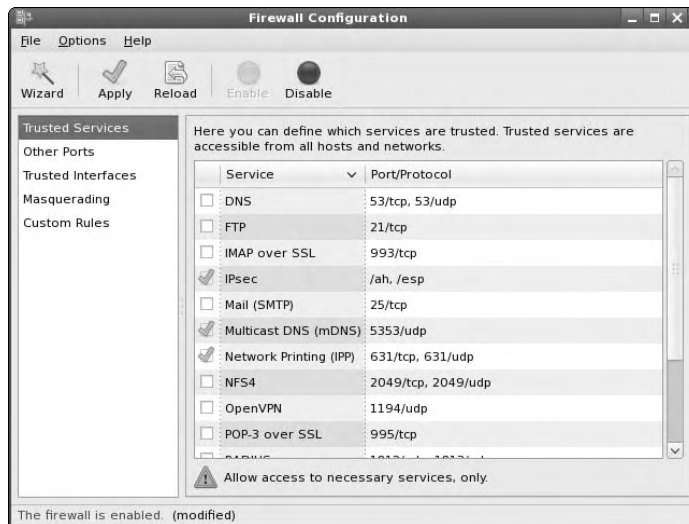 Firewall Configuration
File Options Help
Wizard Apply Reload Enable Disable
Trusted Services
Other Ports
Trusted Interfaces
Masquerading
Custom Rules
Here you can define which services are trusted. Trusted services are
accessible from all hosts and networks.
Service Port/Protocol
DNS 53/tcp, 53/udp
FTP 21/tcp
IMAP over SSL 993/tcp
IPsec /ah, /esp
Mail (SMTP) 25/tcp
Multicast DNS (mDNS) 5353/udp
Network Printing (IPP) 631/tcp, 631/udp
NFS4 2049/tcp, 2049/udp
OpenVPN 1194/udp
POP-3 over SSL 995/tcp
Allow access to necessary services, only.
The firewall is enabled. (modified)